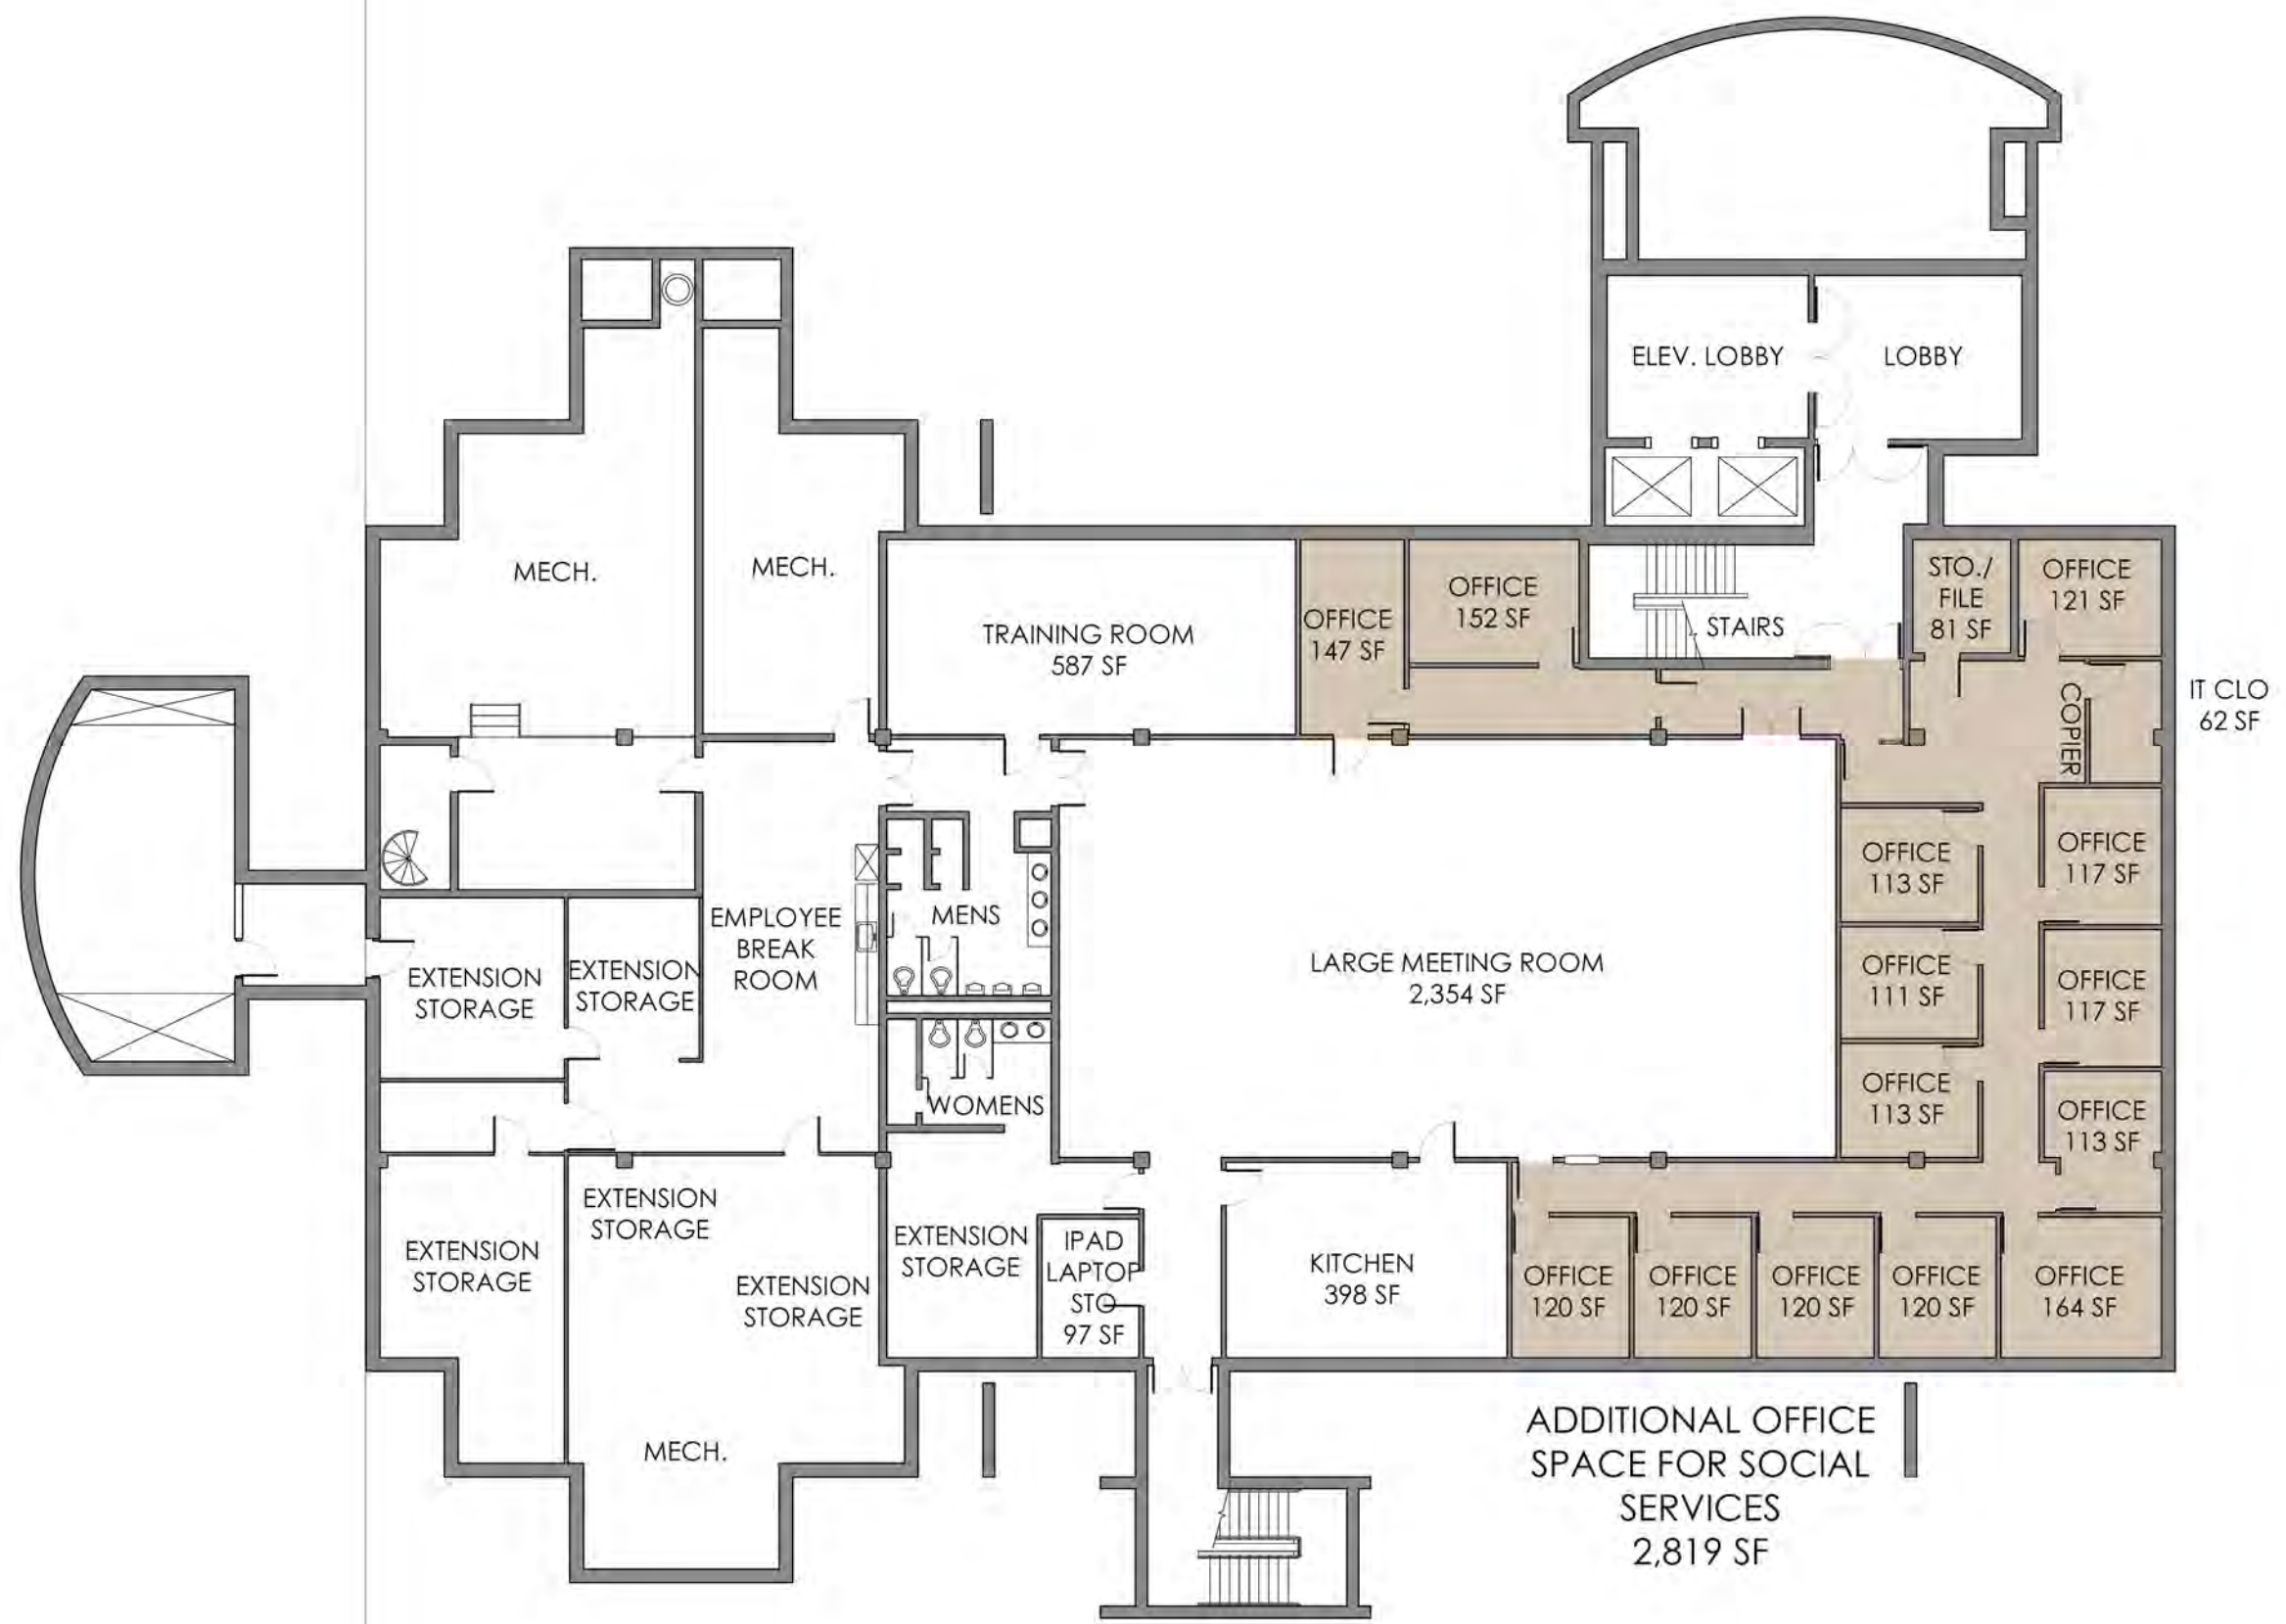 ELEV. LOBBY
LOBBY
MECH.
MECH.
TRAINING ROOM
587 SF
OFFICE
147 SF
OFFICE
152 SF
STAIRS
STO./
FILE
81 SF
OFFICE
121 SF
COPIER
IT CLO
62 SF
OFFICE
113 SF
OFFICE
117 SF
EMPLOYEE
BREAK
ROOM
MENS
EXTENSION
STORAGE
EXTENSION
STORAGE
LARGE MEETING ROOM
2,354 SF
OFFICE
111 SF
OFFICE
117 SF
WOMENS
OFFICE
113 SF
OFFICE
113 SF
EXTENSION
STORAGE
EXTENSION
STORAGE
EXTENSION
STORAGE
EXTENSION
STORAGE
IPAD
LAPTOP
STO
97 SF
KITCHEN
398 SF
OFFICE
120 SF
OFFICE
120 SF
OFFICE
120 SF
OFFICE
120 SF
OFFICE
164 SF
MECH.
ADDITIONAL OFFICE
SPACE FOR SOCIAL
SERVICES
2,819 SF